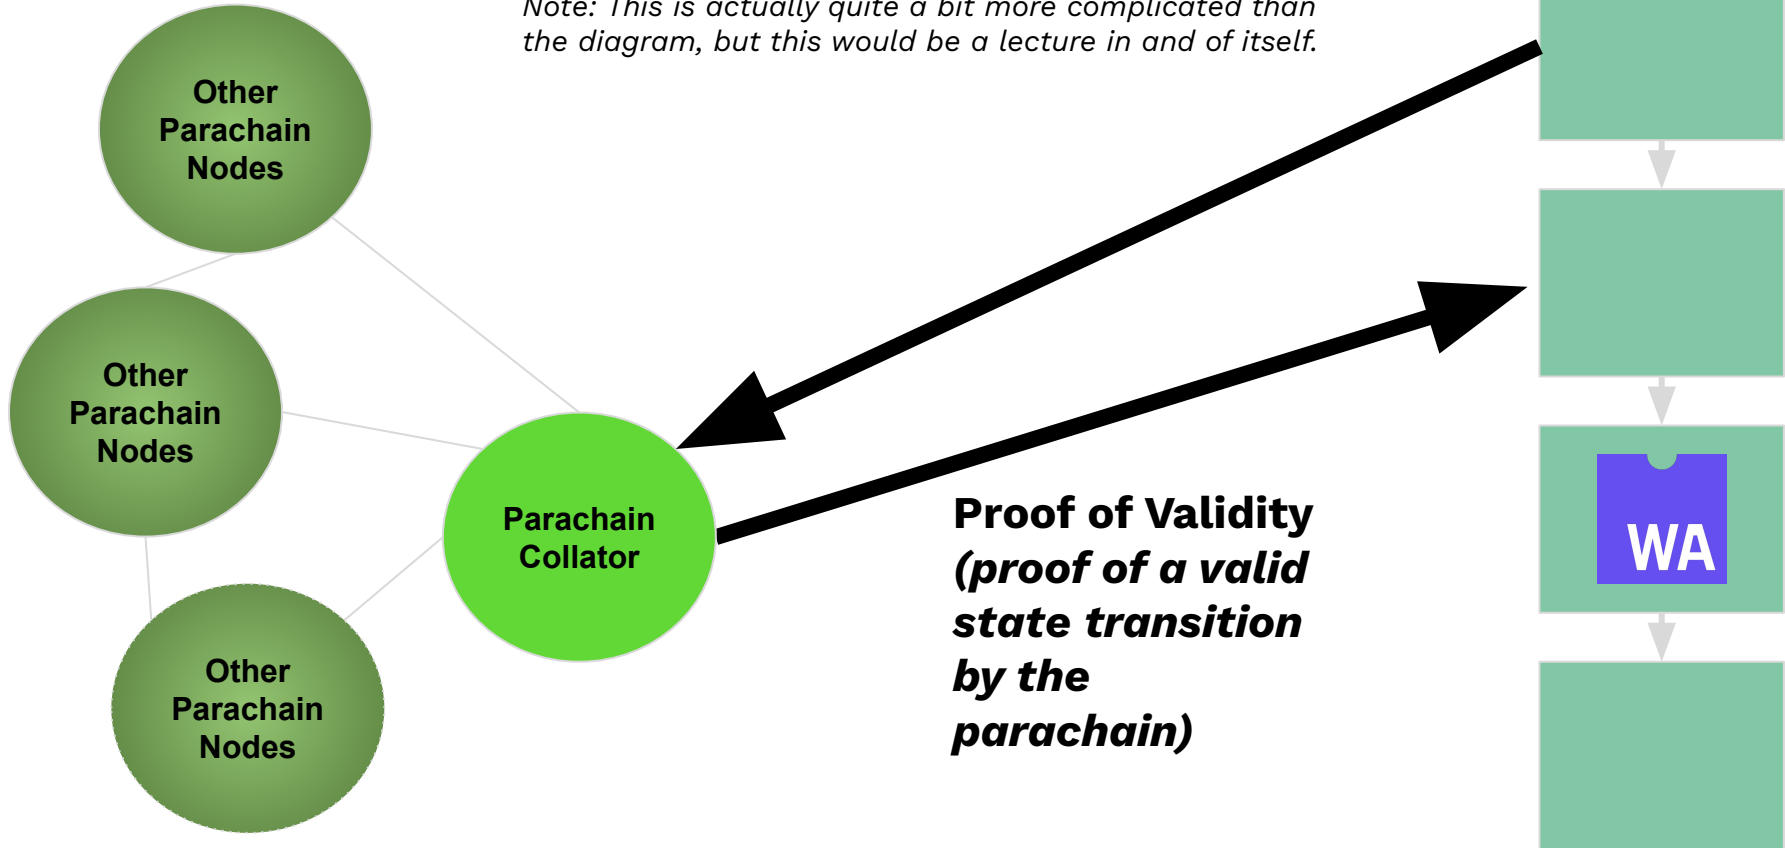 Note: This is actually quite a bit more complicated than
the diagram, but this would be a lecture in and of itself.
Other
Parachain
Nodes
Other
Parachain
Nodes
Parachain
Collator
Other
Parachain
Nodes
Proof of Validity
(proof of a valid
state transition
by the
parachain)
WA